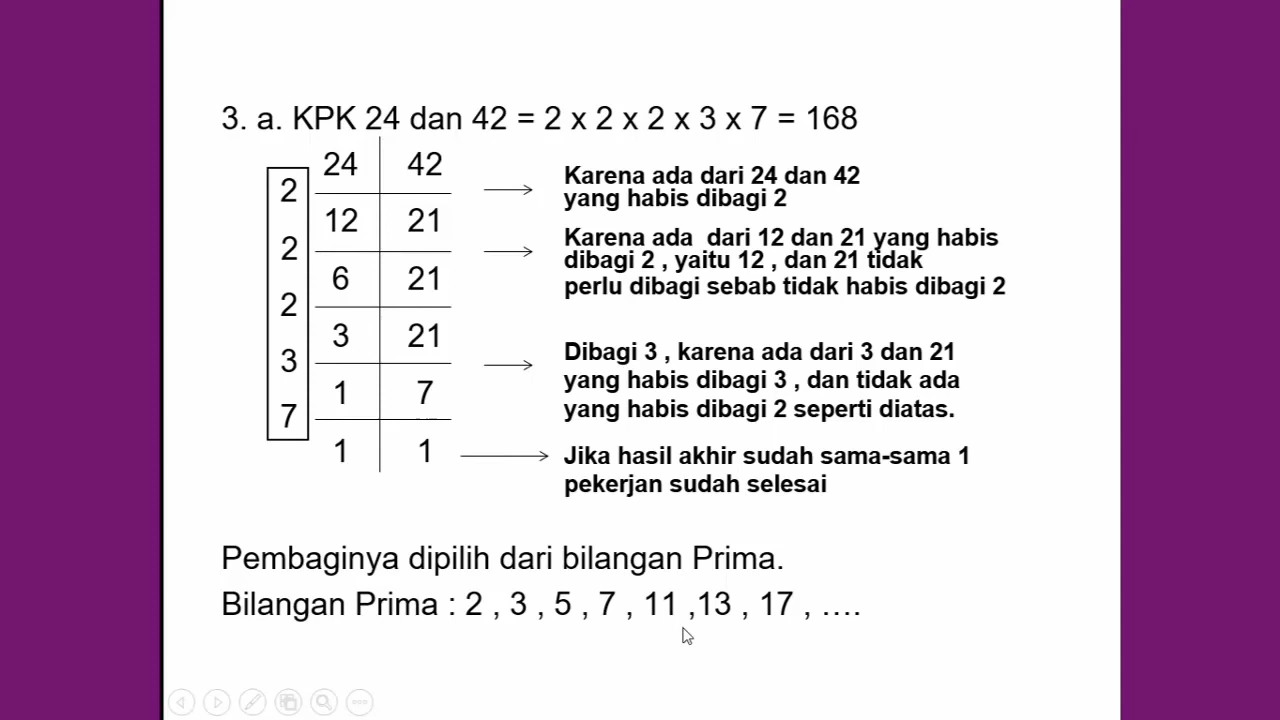 3. a. KPK 24 dan 42 = 2 x 2 x 2 x 3 x 7 = 168
24 42
2
12 21
2
6 21
2
3 21
3
1 7
7
1 1
Karena ada dari 24 dan 42
yang habis dibagi 2
Karena ada dari 12 dan 21 yang habis
dibagi 2 , yaitu 12 , dan 21 tidak
perlu dibagi sebab tidak habis dibagi 2
Dibagi 3 , karena ada dari 3 dan 21
yang habis dibagi 3 , dan tidak ada
yang habis dibagi 2 seperti diatas.
Jika hasil akhir sudah sama-sama 1
pekerjan sudah selesai
Pembaginya dipilih dari bilangan Prima.
Bilangan Prima : 2 , 3 , 5 , 7 , 11 ,13 , 17 , ....